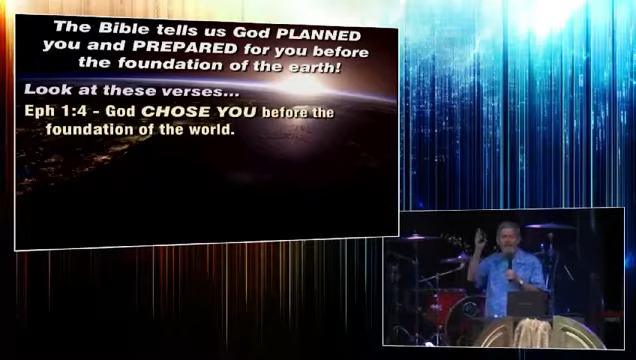 The Bible tells us God PLANNED
you and PREPARED for you before
the foundation of the earth!
Look at these verses...
Eph 1:4 - God CHOSE YOU before the
foundation of the world.